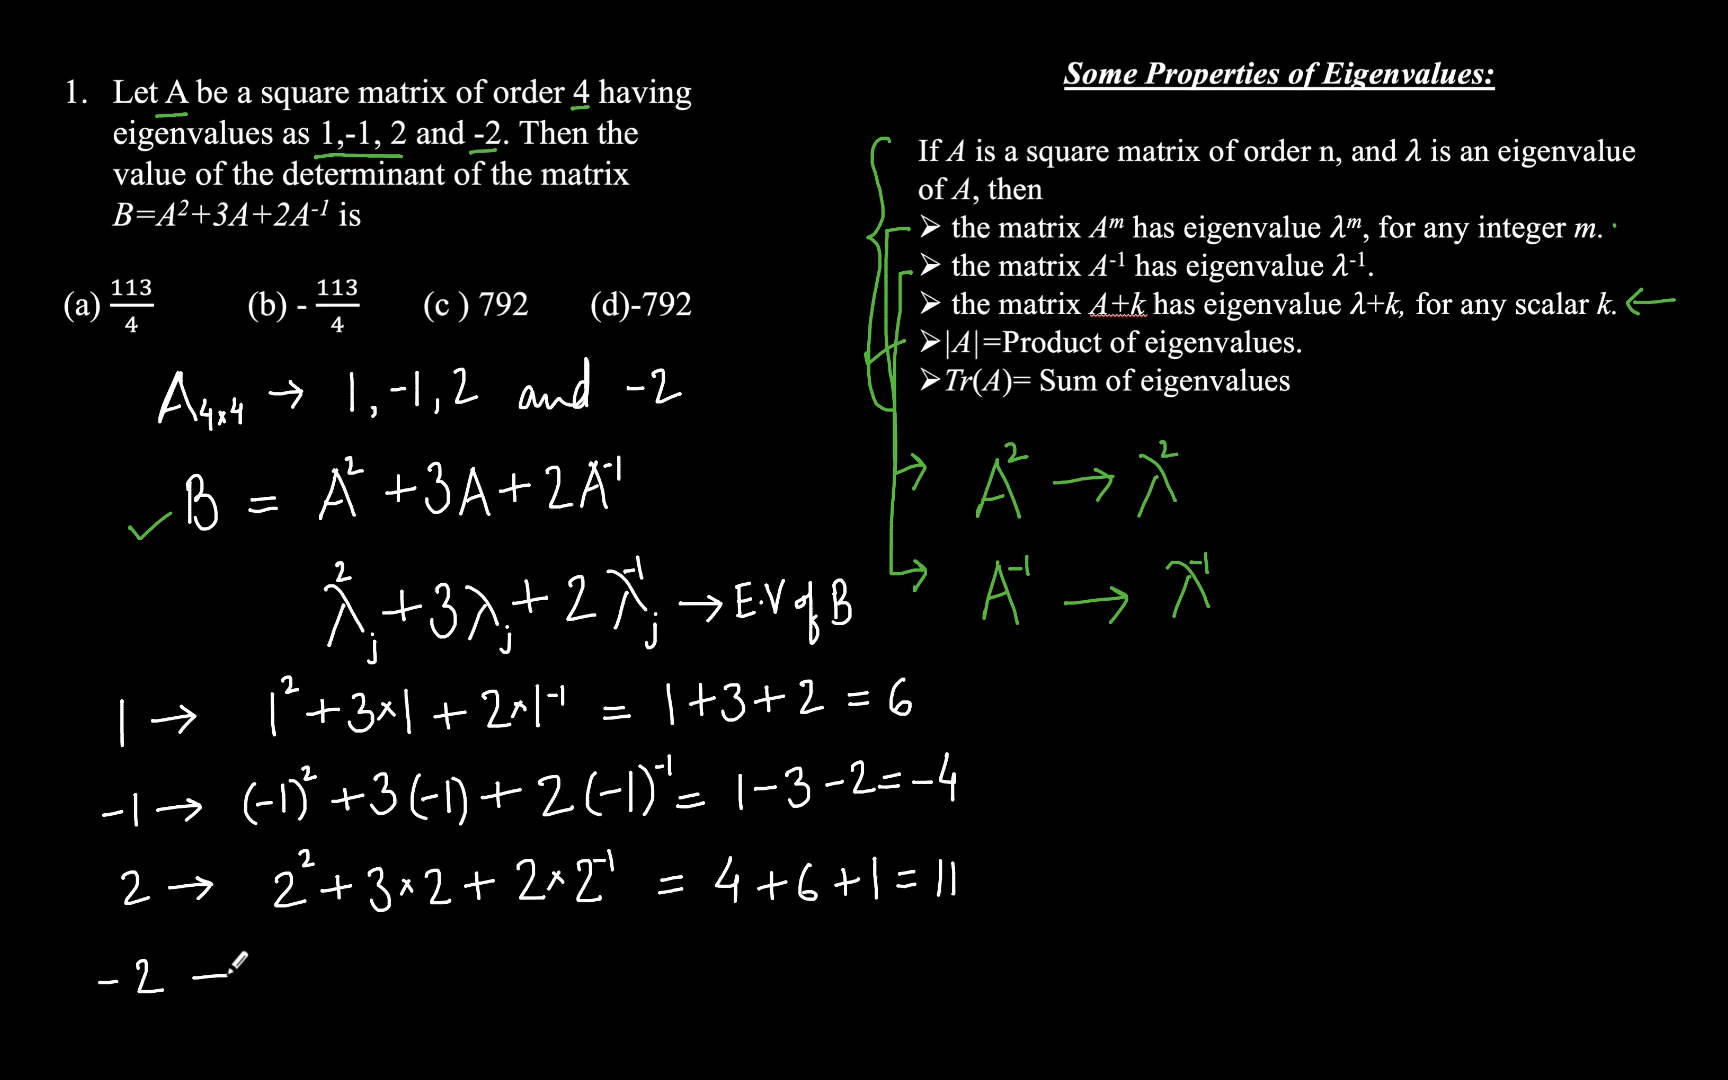 1. Let A be a square matrix of order 4 having
eigenvalues as 1,-1, 2 and -2. Then the
value of the determinant of the matrix
B=A²+3A+2A⁻¹ is
(a) 113/4 (b) - 113/4 (c ) 792 (d)-792
A₄ₓ₄ → 1, -1, 2 and -2
B = A² + 3A + 2A⁻¹
λⱼ² + 3λⱼ + 2λⱼ⁻¹ → E.V of B
1 → 1² + 3×1 + 2×1⁻¹ = 1+3+2 = 6
-1 → (-1)² + 3(-1) + 2(-1)⁻¹ = 1-3-2 = -4
2 → 2² + 3×2 + 2×2⁻¹ = 4+6+1 = 11
-2 —
Some Properties of Eigenvalues:
If A is a square matrix of order n, and λ is an eigenvalue
of A, then
➢ the matrix Aᵐ has eigenvalue λᵐ, for any integer m.
➢ the matrix A⁻¹ has eigenvalue λ⁻¹.
➢ the matrix A+k has eigenvalue λ+k, for any scalar k. ←
➢ |A|=Product of eigenvalues.
➢ Tr(A)= Sum of eigenvalues
A² → λ²
A⁻¹ → λ⁻¹